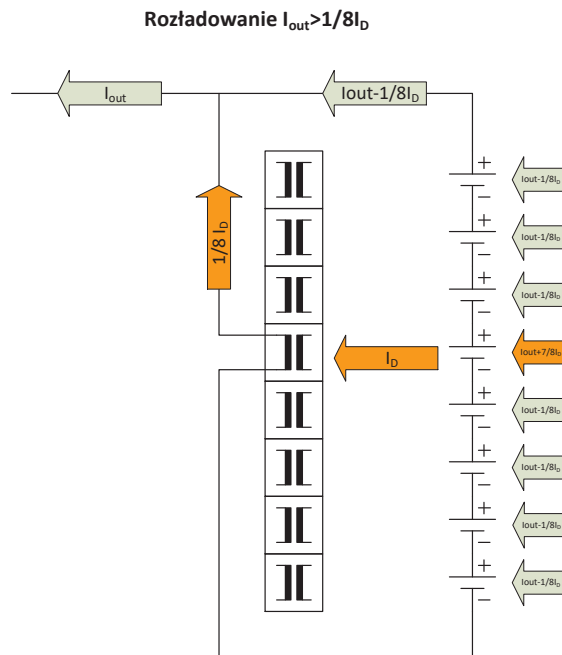 Rozładowanie Iout>1/8ID
Iout
Iout-1/8ID
1/8 ID
ID
+
Iout-1/8ID
−
+
Iout-1/8ID
−
+
Iout-1/8ID
−
+
Iout+7/8ID
−
+
Iout-1/8ID
−
+
Iout-1/8ID
−
+
Iout-1/8ID
−
+
Iout-1/8ID
−